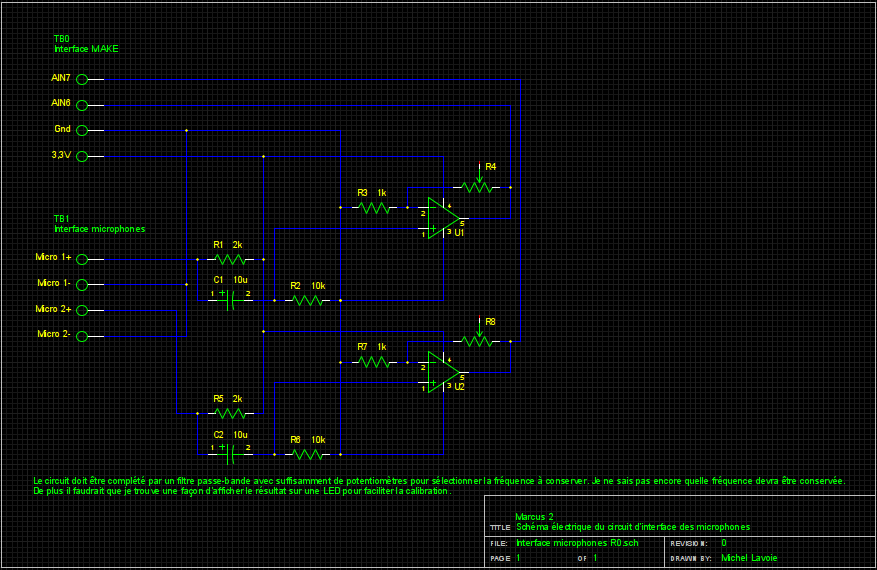 TB0
Interface MAKE
AIN7
AIN6
Gnd
3,3V
R4
R3 1k
2
4
5
1
3
U1
TB1
Interface microphones
Micro 1+
R1 2k
Micro 1-
C1 10u
R2 10k
1 + 2
Micro 2+
R8
Micro 2-
R7 1k
2
4
5
1
3
U2
R5 2k
C2 10u
R6 10k
1 + 2
Le circuit doit être complété par un filtre passe-bande avec suffisamment de potentiomètres pour sélectionner la fréquence à conserver. Je ne sais pas encore quelle fréquence devra être conservée.
De plus il faudrait que je trouve une façon d'afficher le résultat sur une LED pour faciliter la calibration.
Marcus 2
TITLE Schéma électrique du circuit d'interface des microphones
FILE: Interface microphones R0.sch
REVISION: 0
PAGE 1 OF 1
DRAWN BY: Michel Lavoie